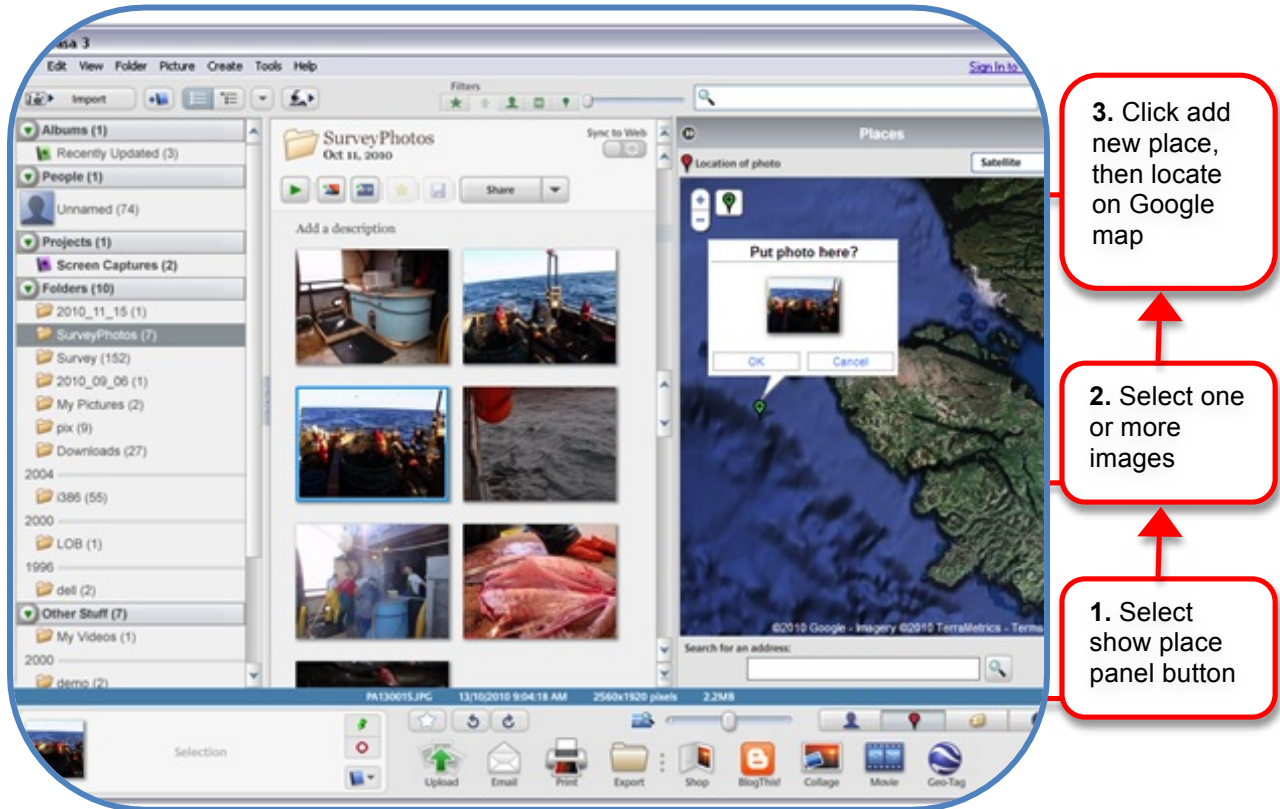 asa 3
Edit View Folder Picture Create Tools Help
Sign In to
Import
Filters
Albums (1)
Recently Updated (3)
People (1)
Unnamed (74)
Projects (1)
Screen Captures (2)
Folders (10)
2010_11_15 (1)
SurveyPhotos (7)
Survey (152)
2010_09_06 (1)
My Pictures (2)
pix (9)
Downloads (27)
2004
i386 (55)
2000
LOB (1)
1996
dell (2)
Other Stuff (7)
My Videos (1)
2000
demo (2)
SurveyPhotos
Oct 11, 2010
Sync to Web
Share
Add a description
Places
Location of photo
Satellite
Put photo here?
OK
Cancel
©2010 Google - Imagery ©2010 TerraMetrics - Terms
Search for an address:
PA130015.JPG 13/10/2010 9:04:18 AM 2560x1920 pixels 2.2MB
Selection
Upload
Email
Print
Export
Shop
BlogThis!
Collage
Movie
Geo-Tag
3. Click add
new place,
then locate
on Google
map
2. Select one
or more
images
1. Select
show place
panel button